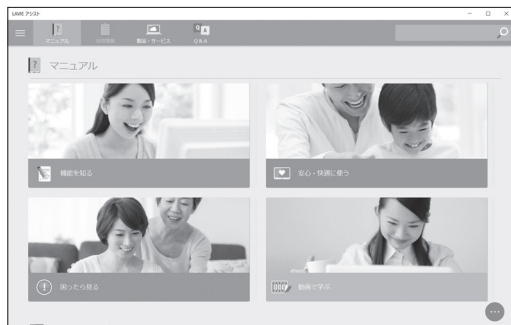 LAVIE アシスト
マニュアル
製品・サービス
Q&A
マニュアル
機能を知る
安心・快適に使う
困ったら見る
動画で学ぶ